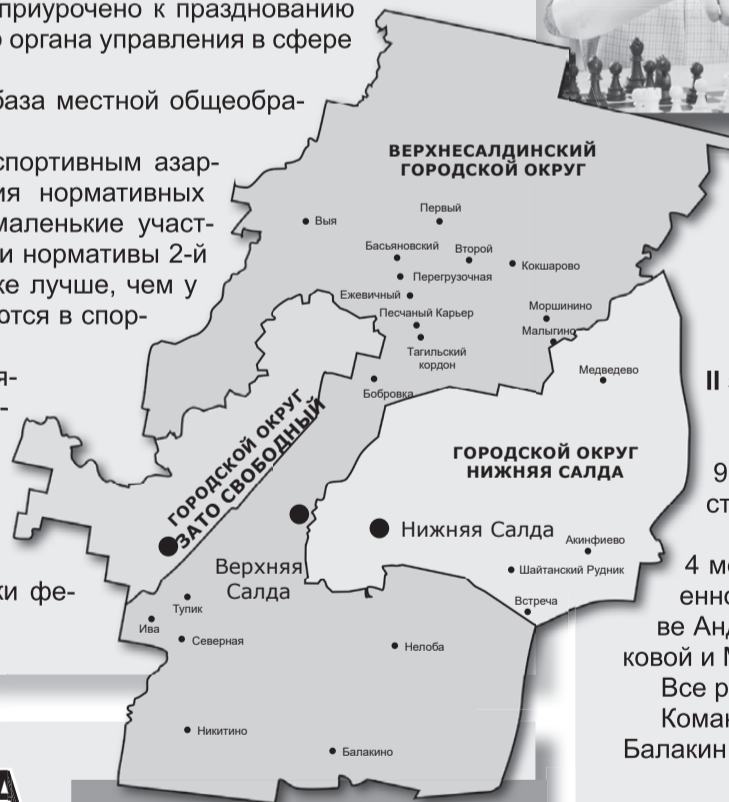 приурочено к празднованию
о органа управления в сфере
база местной общеобра-
спортивным азар-
ия нормативных
маленькие участ-
и нормативы 2-й
же лучше, чем у
ются в спор-
я-
ки фе-
ВЕРХНЕСАЛДИНСКИЙ
ГОРОДСКОЙ ОКРУГ
Выя
Первый
Басьяновский
Второй
Кокшарово
Перегрузочная
Ежевичный
Песчаный Карьер
Моршинино
Малыгино
Тагильский
кордон
Бобровка
Медведево
ГОРОДСКОЙ ОКРУГ
ЗАТО СВОБОДНЫЙ
ГОРОДСКОЙ ОКРУГ
НИЖНЯЯ САЛДА
Нижняя Салда
Акинфиево
Шайтанский Рудник
Встреча
Верхняя
Салда
Тупик
Ива
Северная
Нелоба
Никитино
Балакино
II
9
ст
4 ме
енно
ве Анд
ковой и М
Все р
Коман
Балакин
А